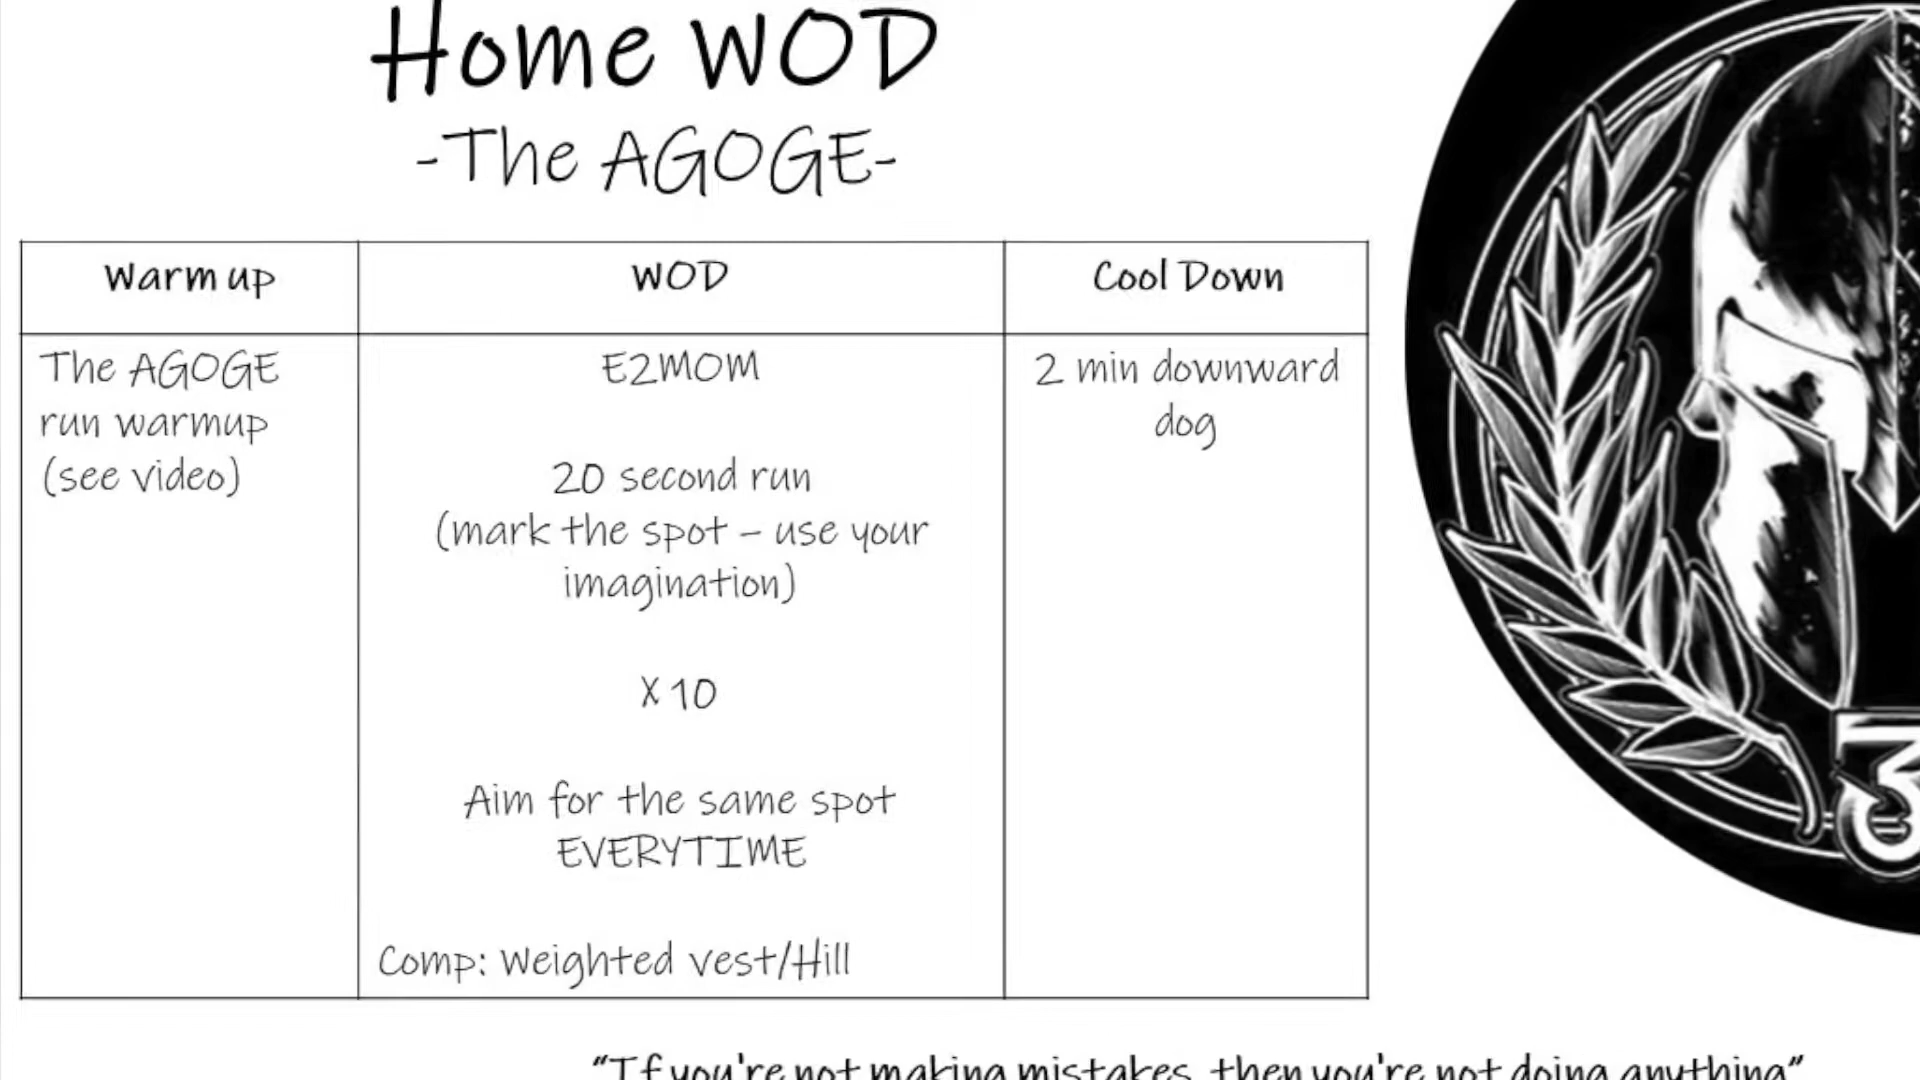 Home WOD
-The AGOGE-
Warm up
WOD
Cool Down
The AGOGE
run warmup
(see video)
E2MOM
20 second run
(mark the spot – use your
imagination)
X 10
Aim for the same spot
EVERYTIME
Comp: Weighted vest/Hill
2 min downward
dog
3
"If you're not making mistakes, then you're not doing anything"